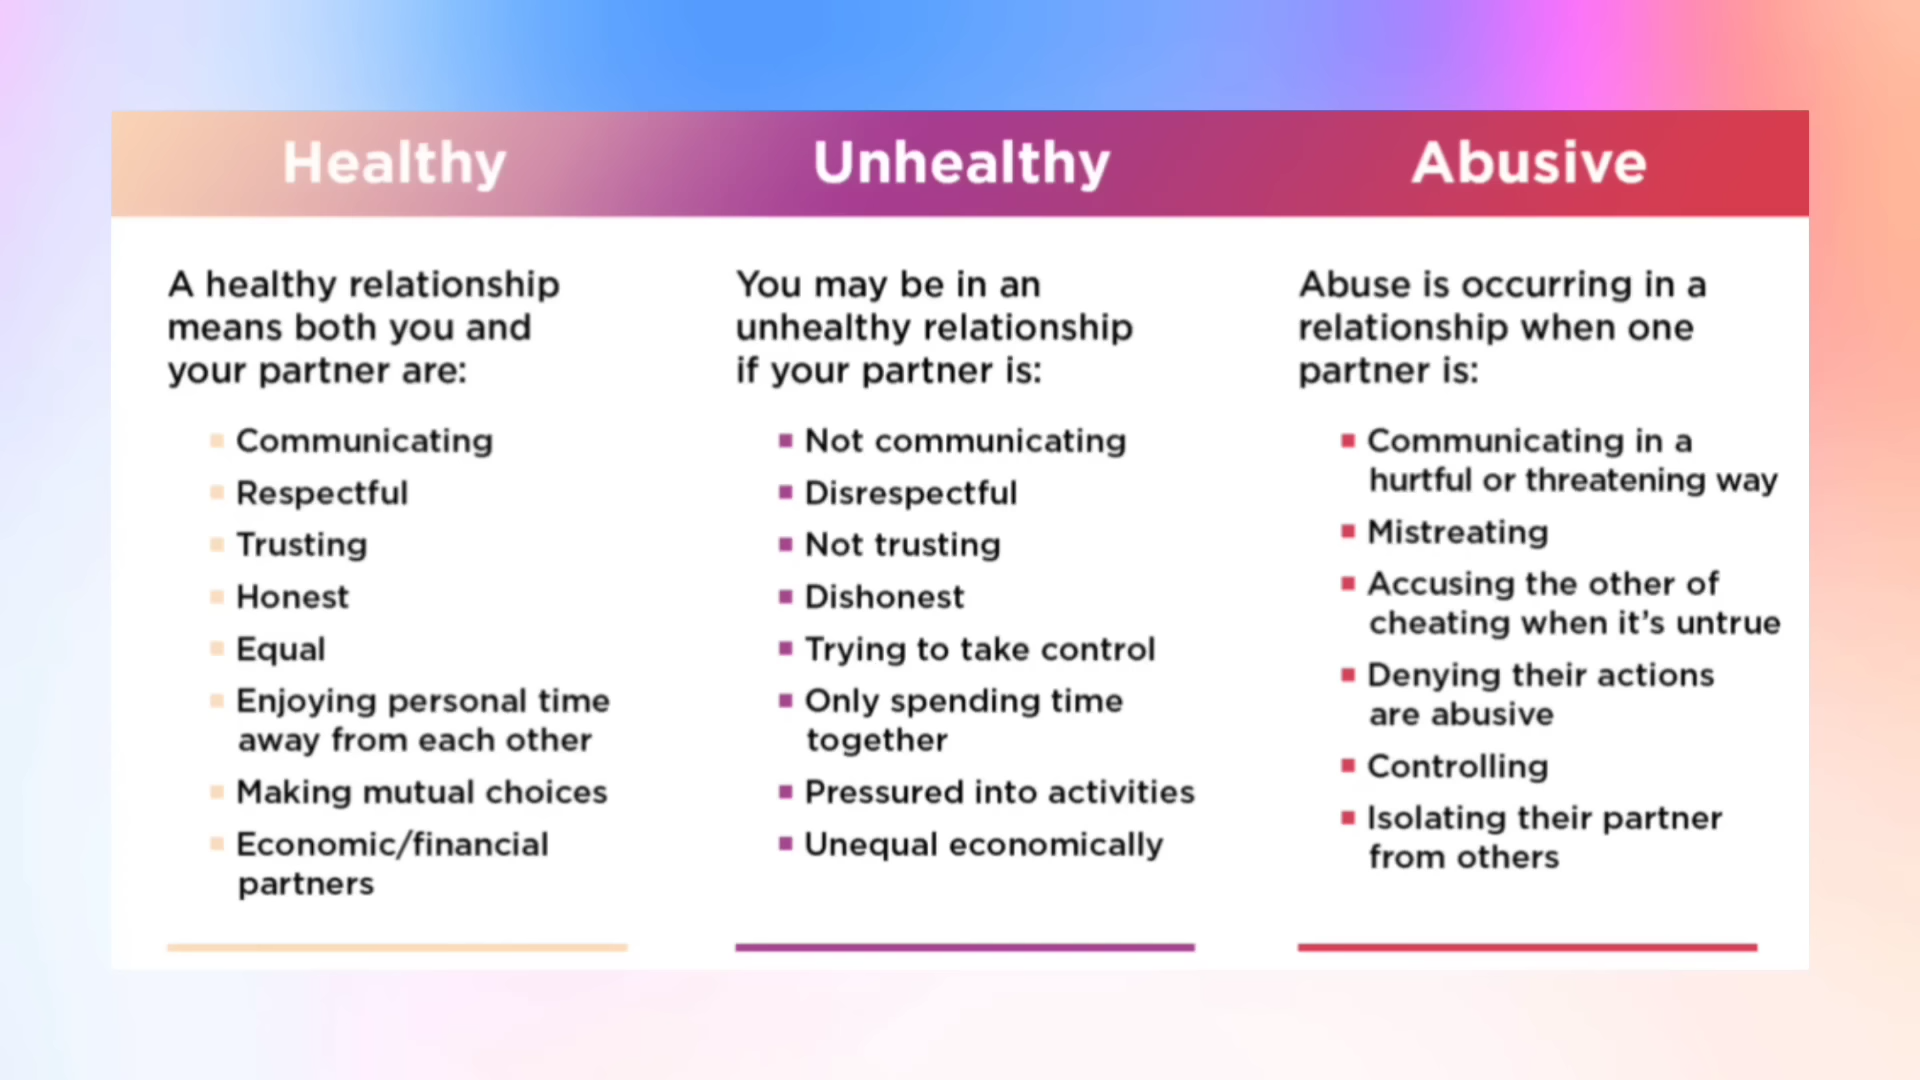 Healthy
A healthy relationship
means both you and
your partner are:
Communicating
Respectful
Trusting
Honest
Equal
Enjoying personal time
away from each other
Making mutual choices
Economic/financial
partners
Unhealthy
You may be in an
unhealthy relationship
if your partner is:
Not communicating
Disrespectful
Not trusting
Dishonest
Trying to take control
Only spending time
together
Pressured into activities
Unequal economically
Abusive
Abuse is occurring in a
relationship when one
partner is:
Communicating in a
hurtful or threatening way
Mistreating
Accusing the other of
cheating when it's untrue
Denying their actions
are abusive
Controlling
Isolating their partner
from others